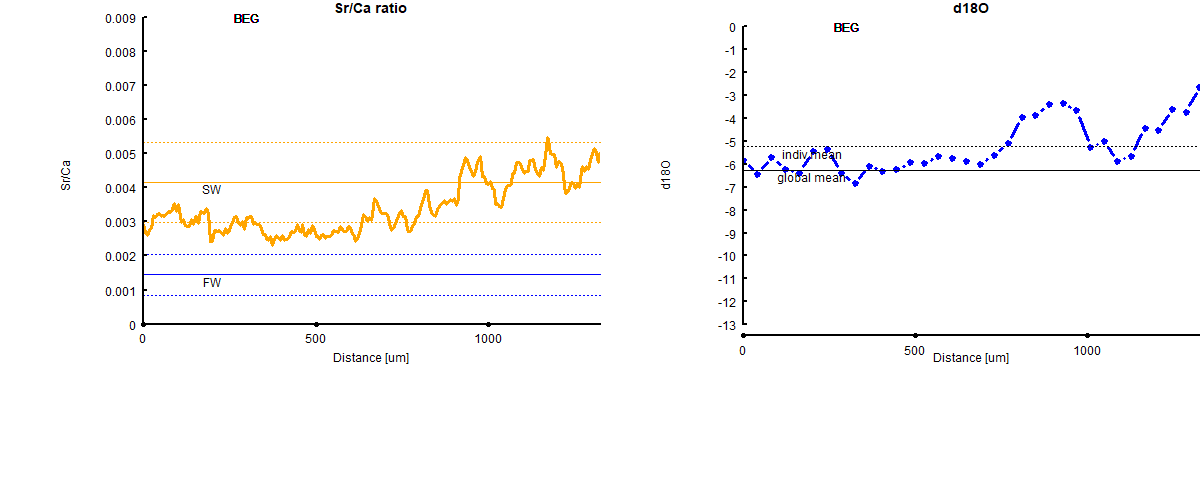 Sr/Ca ratio
BEG
0.009
0.008
0.007
0.006
0.005
0.004
0.003
0.002
0.001
0
Sr/Ca
SW
FW
0
500
1000
Distance [um]
d18O
BEG
0
-1
-2
-3
-4
-5
-6
-7
-8
-9
-10
-11
-12
-13
d18O
indiv.mean
global mean
0
500
1000
Distance [um]